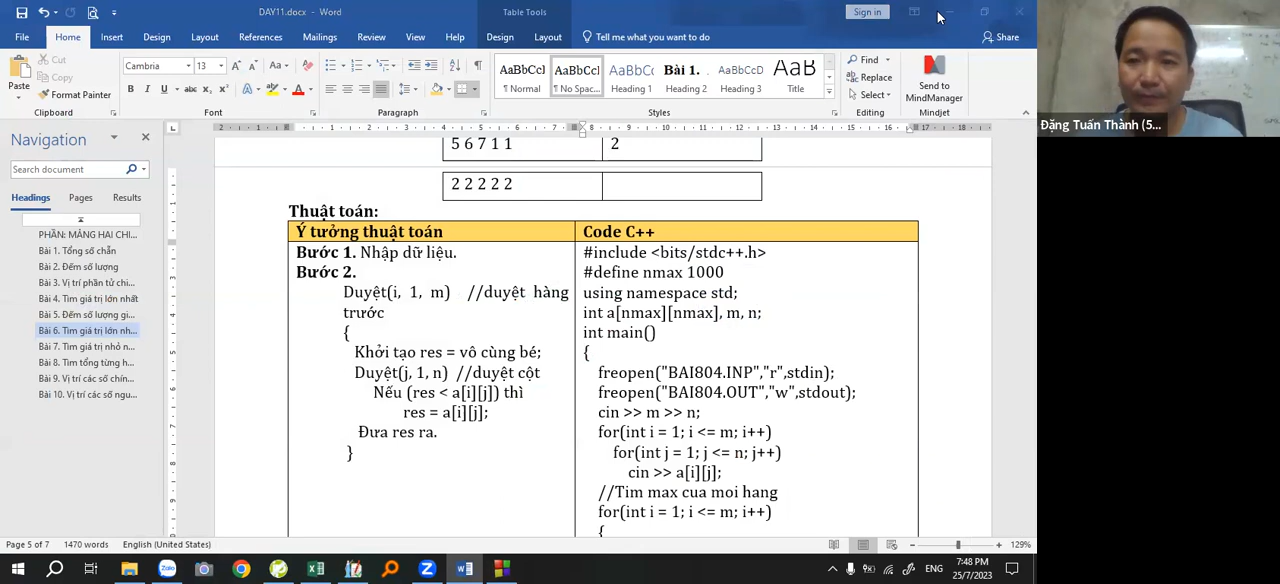 DAY11.docx - Word
Table Tools
Sign in
File
Home
Insert
Design
Layout
References
Mailings
Review
View
Help
Design
Layout
Tell me what you want to do
Share
Paste
Cut
Copy
Format Painter
Clipboard
Cambria
13
Font
Paragraph
AaBbCcI
¶ Normal
AaBbCcI
¶ No Spac...
AaBbCc
Heading 1
Bài 1.
Heading 2
AaBbCcD
Heading 3
AaB
Title
Styles
Find
Replace
Select
Editing
Send to
MindManager
Mindjet
Đặng Tuấn Thành (5...
Navigation
Search document
Headings
Pages
Results
PHẦN: MẢNG HAI CHI...
Bài 1. Tổng số chẵn
Bài 2. Đếm số lượng
Bài 3. Vị trí phần tử chi...
Bài 4. Tìm giá trị lớn nhất
Bài 5. Đếm số lượng gi...
Bài 6. Tìm giá trị lớn nh...
Bài 7. Tìm giá trị nhỏ n...
Bài 8. Tìm tổng từng h...
Bài 9. Vị trí các số chín...
Bài 10. Vị trí các số ngu...
5 6 7 1 1
2
2 2 2 2 2
Thuật toán:
Ý tưởng thuật toán
Code C++
Bước 1. Nhập dữ liệu.
Bước 2.
Duyệt(i, 1, m) //duyệt hàng
trước
{
Khởi tạo res = vô cùng bé;
Duyệt(j, 1, n) //duyệt cột
Nếu (res < a[i][j]) thì
res = a[i][j];
Đưa res ra.
}
#include <bits/stdc++.h>
#define nmax 1000
using namespace std;
int a[nmax][nmax], m, n;
int main()
{
freopen("BAI804.INP","r",stdin);
freopen("BAI804.OUT","w",stdout);
cin >> m >> n;
for(int i = 1; i <= m; i++)
for(int j = 1; j <= n; j++)
cin >> a[i][j];
//Tim max cua moi hang
for(int i = 1; i <= m; i++)
{
Page 5 of 7
1470 words
English (United States)
129%
ENG
7:48 PM
25/7/2023